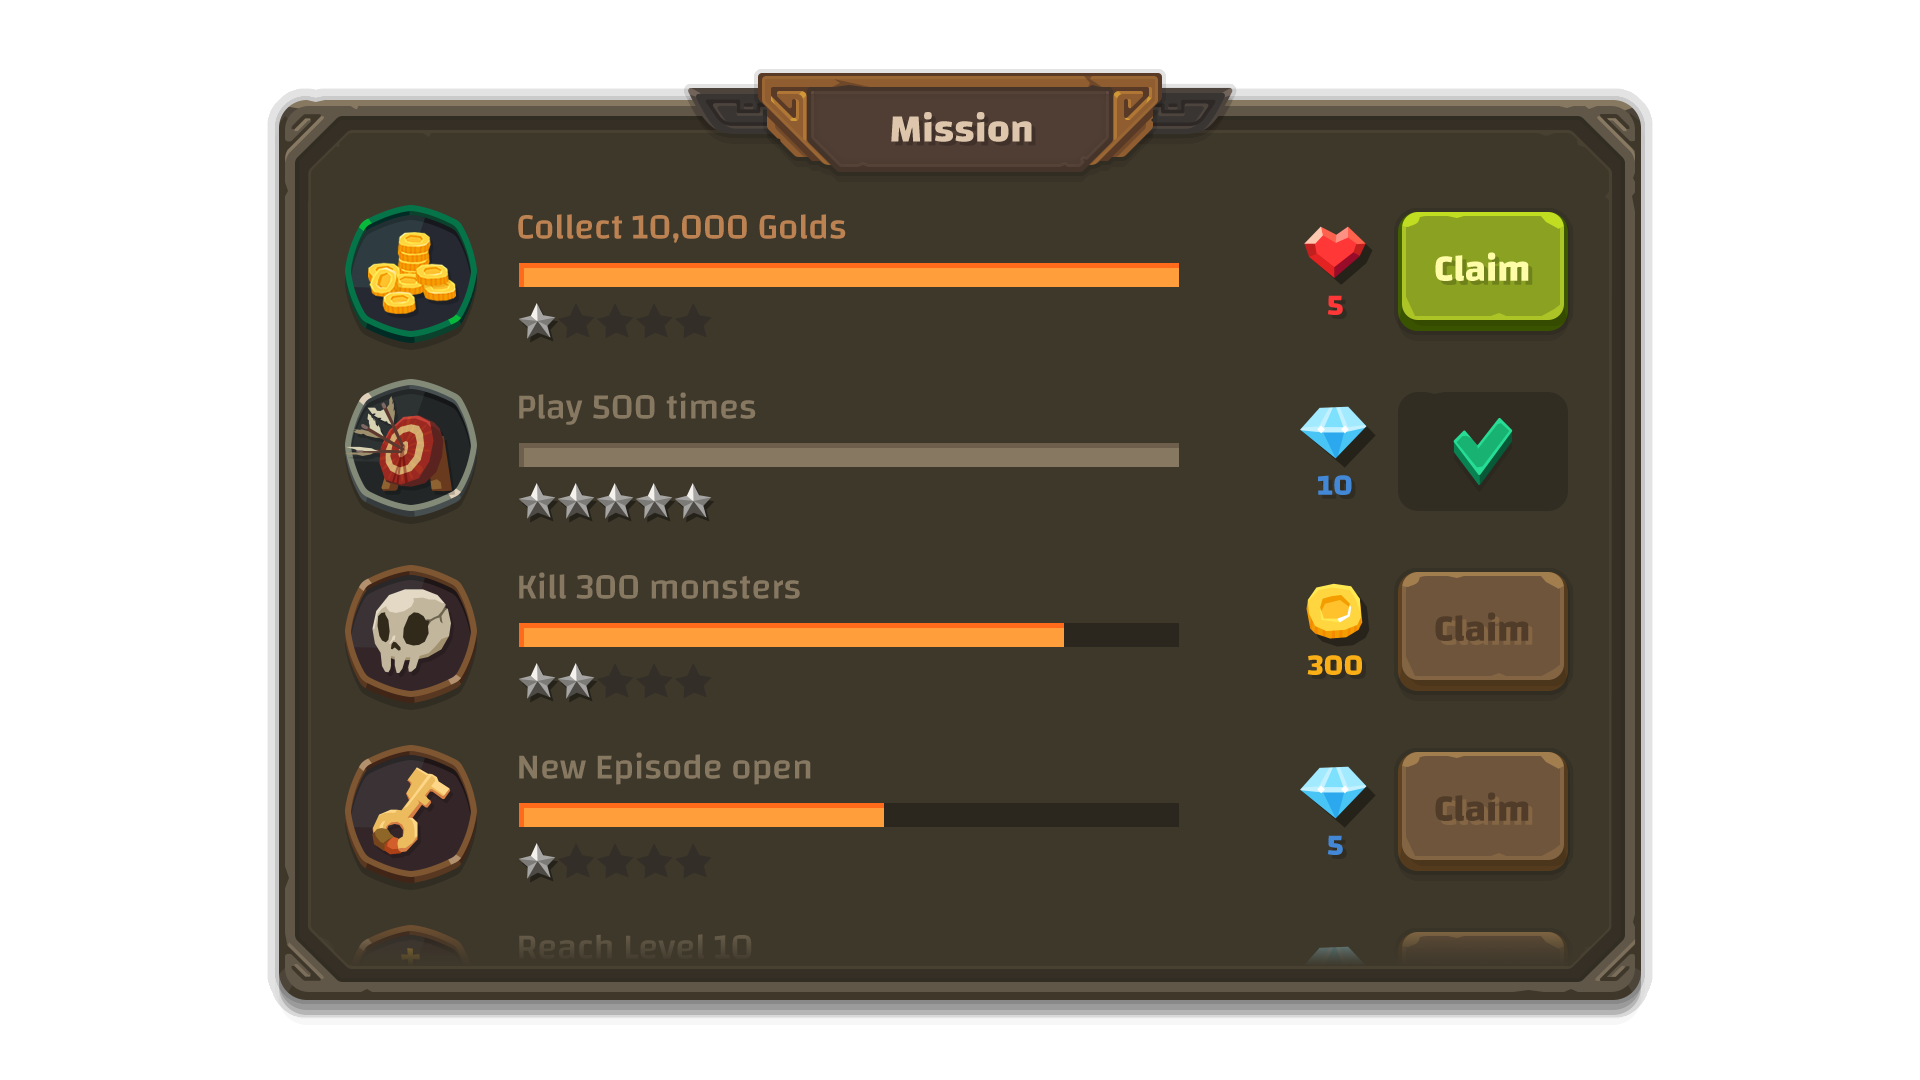 Mission
Collect 10,000 Golds
5
Claim
Play 500 times
10
Kill 300 monsters
300
Claim
New Episode open
5
Claim
Reach Level 10